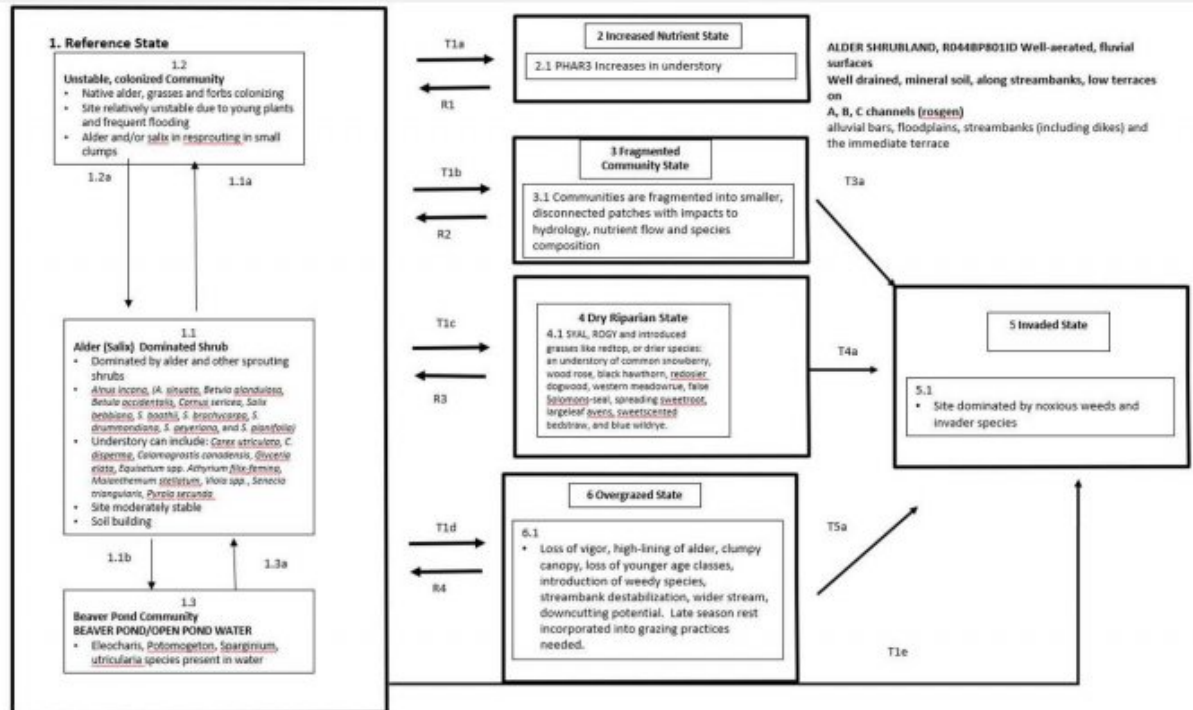 1. Reference State
1.2
Unstable, colonized Community
• Native alder, grasses and forbs colonizing
• Site relatively unstable due to young plants
and frequent flooding
• Alder and/or salix in resprouting in small
clumps
1.2a
1.1a
1.1
Alder (Salix) Dominated Shrub
• Dominated by alder and other sprouting
shrubs
• Alnus incana, (A. sinuata, Betula glandulosa,
Betula occidentalis, Cornus sericea, Salix
bebbiana, S. boothii, S. brachycarpa, S.
drummondiana, S. geyeriana, and S. planifolia)
• Understory can include: Carex utriculata, C.
disperma, Calamagrostis canadensis, Glyceria
elata, Equisetum spp. Athyrium filix-femina,
Maianthemum stellatum, Viola spp., Senecio
triangularis, Pyrola secunda
• Site moderately stable
• Soil building
1.1b
1.3a
1.3
Beaver Pond Community
BEAVER POND/OPEN POND WATER
• Eleocharis, Potomogeton, Sparginium,
utricularia species present in water
T1a
R1
2 Increased Nutrient State
2.1 PHAR3 Increases in understory
T1b
R2
3 Fragmented
Community State
3.1 Communities are fragmented into smaller,
disconnected patches with impacts to
hydrology, nutrient flow and species
composition
T1c
R3
4 Dry Riparian State
4.1 SYAL, ROGY and introduced
grasses like redtop, or drier species:
an understory of common snowberry,
wood rose, black hawthorn, redosier
dogwood, western meadowrue, false
Solomons-seal, spreading sweetroot,
largeleaf avens, sweetscented
bedstraw, and blue wildrye.
T1d
R4
6 Overgrazed State
6.1
• Loss of vigor, high-lining of alder, clumpy
canopy, loss of younger age classes,
introduction of weedy species,
streambank destabilization, wider stream,
downcutting potential. Late season rest
incorporated into grazing practices
needed.
ALDER SHRUBLAND, R044BP801ID Well-aerated, fluvial
surfaces
Well drained, mineral soil, along streambanks, low terraces
on
A, B, C channels (rosgen)
alluvial bars, floodplains, streambanks (including dikes) and
the immediate terrace
T3a
T4a
5 Invaded State
5.1
• Site dominated by noxious weeds and
invader species
T5a
T1e